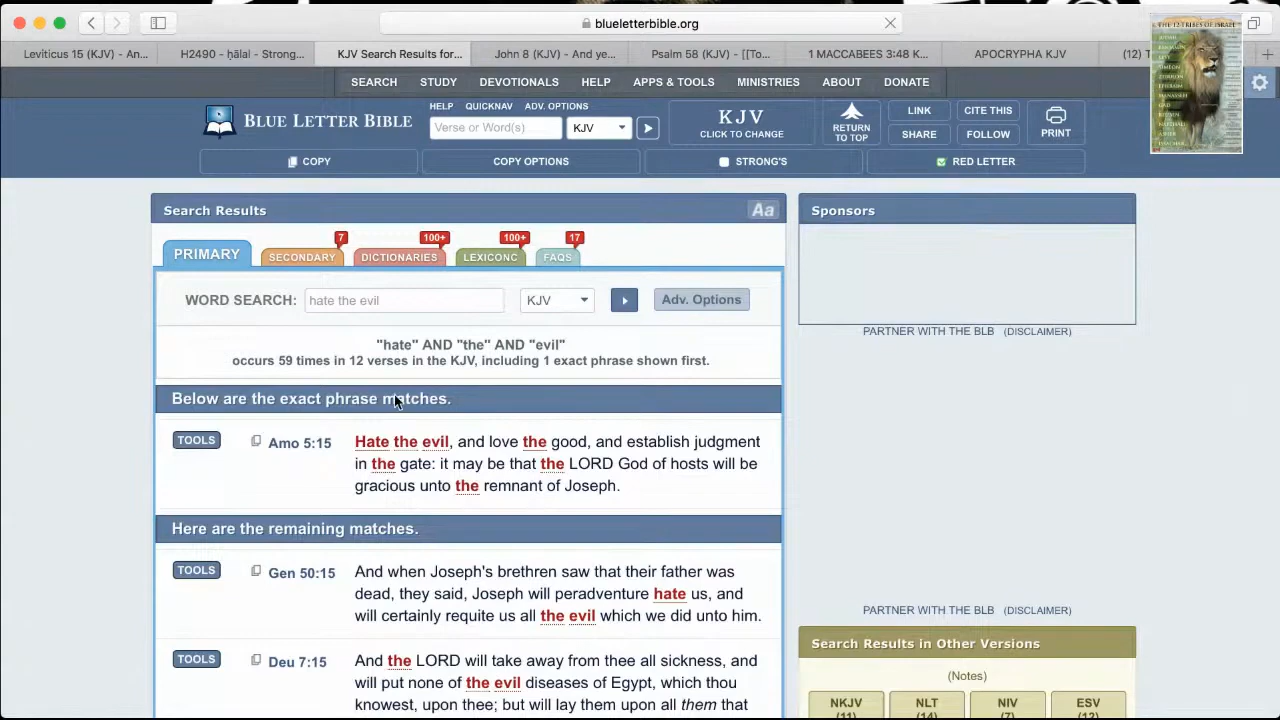 blueletterbible.org
THE 12 TRIBES OF ISRAEL
Leviticus 15 (KJV) - An...
H2490 - ḥālal - Strong...
KJV Search Results for...
John (KJV) - And ye...
Psalm 58 (KJV) - [[To...
1 MACCABEES 3:48 K...
APOCRYPHA KJV
(12) T
SEARCH STUDY DEVOTIONALS HELP APPS & TOOLS MINISTRIES ABOUT DONATE
HELP QUICKNAV ADV. OPTIONS
BLUE LETTER BIBLE
Verse or Word(s)
KJV
KJV
CLICK TO CHANGE
RETURN
TO TOP
LINK
CITE THIS
SHARE
FOLLOW
PRINT
COPY
COPY OPTIONS
STRONG'S
RED LETTER
Search Results
Aa
Sponsors
7
100+
100+
17
PRIMARY
SECONDARY
DICTIONARIES
LEXICONC
FAQS
WORD SEARCH:
hate the evil
KJV
Adv. Options
PARTNER WITH THE BLB (DISCLAIMER)
"hate" AND "the" AND "evil"
occurs 59 times in 12 verses in the KJV, including 1 exact phrase shown first.
Below are the exact phrase matches.
TOOLS
Amo 5:15
Hate the evil, and love the good, and establish judgment
in the gate: it may be that the LORD God of hosts will be
gracious unto the remnant of Joseph.
Here are the remaining matches.
TOOLS
Gen 50:15
And when Joseph's brethren saw that their father was
dead, they said, Joseph will peradventure hate us, and
will certainly requite us all the evil which we did unto him.
TOOLS
Deu 7:15
And the LORD will take away from thee all sickness, and
will put none of the evil diseases of Egypt, which thou
knowest, upon thee; but will lay them upon all them that
PARTNER WITH THE BLB (DISCLAIMER)
Search Results in Other Versions
(Notes)
NKJV
(11)
NLT
(14)
NIV
(7)
ESV
(12)